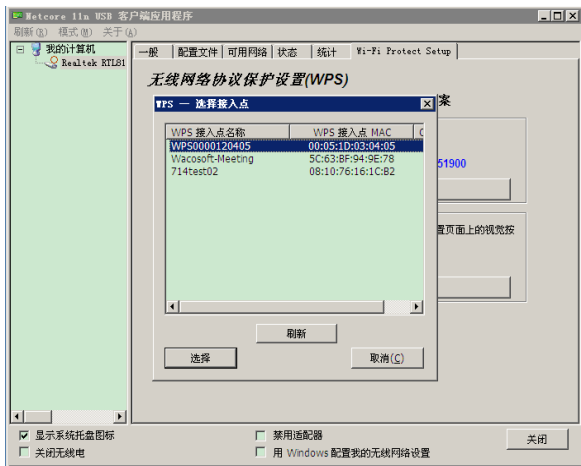 Netcore 11n USB 客户端应用程序
刷新(R) 模式(M) 关于(A)
我的计算机
Realtek RTL81
一般 配置文件 可用网络 状态 统计 Wi-Fi Protect Setup
无线网络协议保护设置(WPS)
案
WPS — 选择接入点
WPS 接入点名称 WPS 接入点 MAC
WPS0000120405 00:05:1D:03:04:05
Wacosoft-Meeting 5C:63:BF:94:9E:78
714test02 08:10:76:16:1C:B2
51900
置页面上的视觉按
刷新
选择 取消(C)
显示系统托盘图标 禁用适配器
关闭无线电 用 Windows 配置我的无线网络设置
关闭